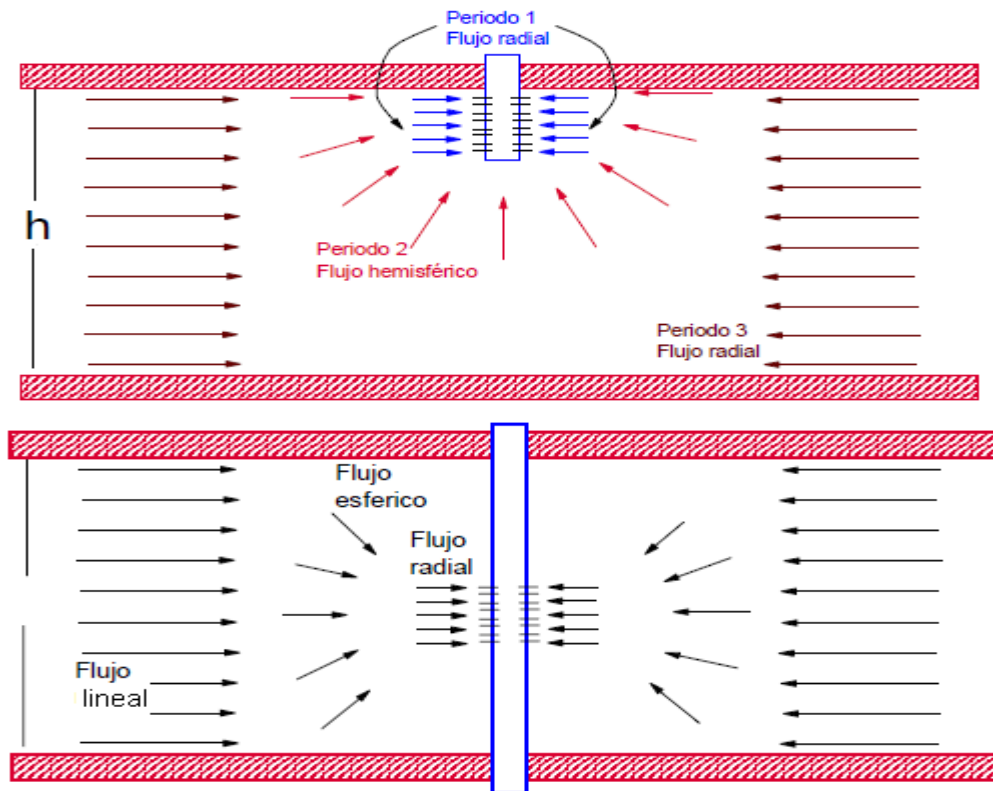 Periodo 1
Flujo radial
h
Periodo 2
Flujo hemisférico
Periodo 3
Flujo radial
Flujo
esferico
Flujo
radial
Flujo
lineal